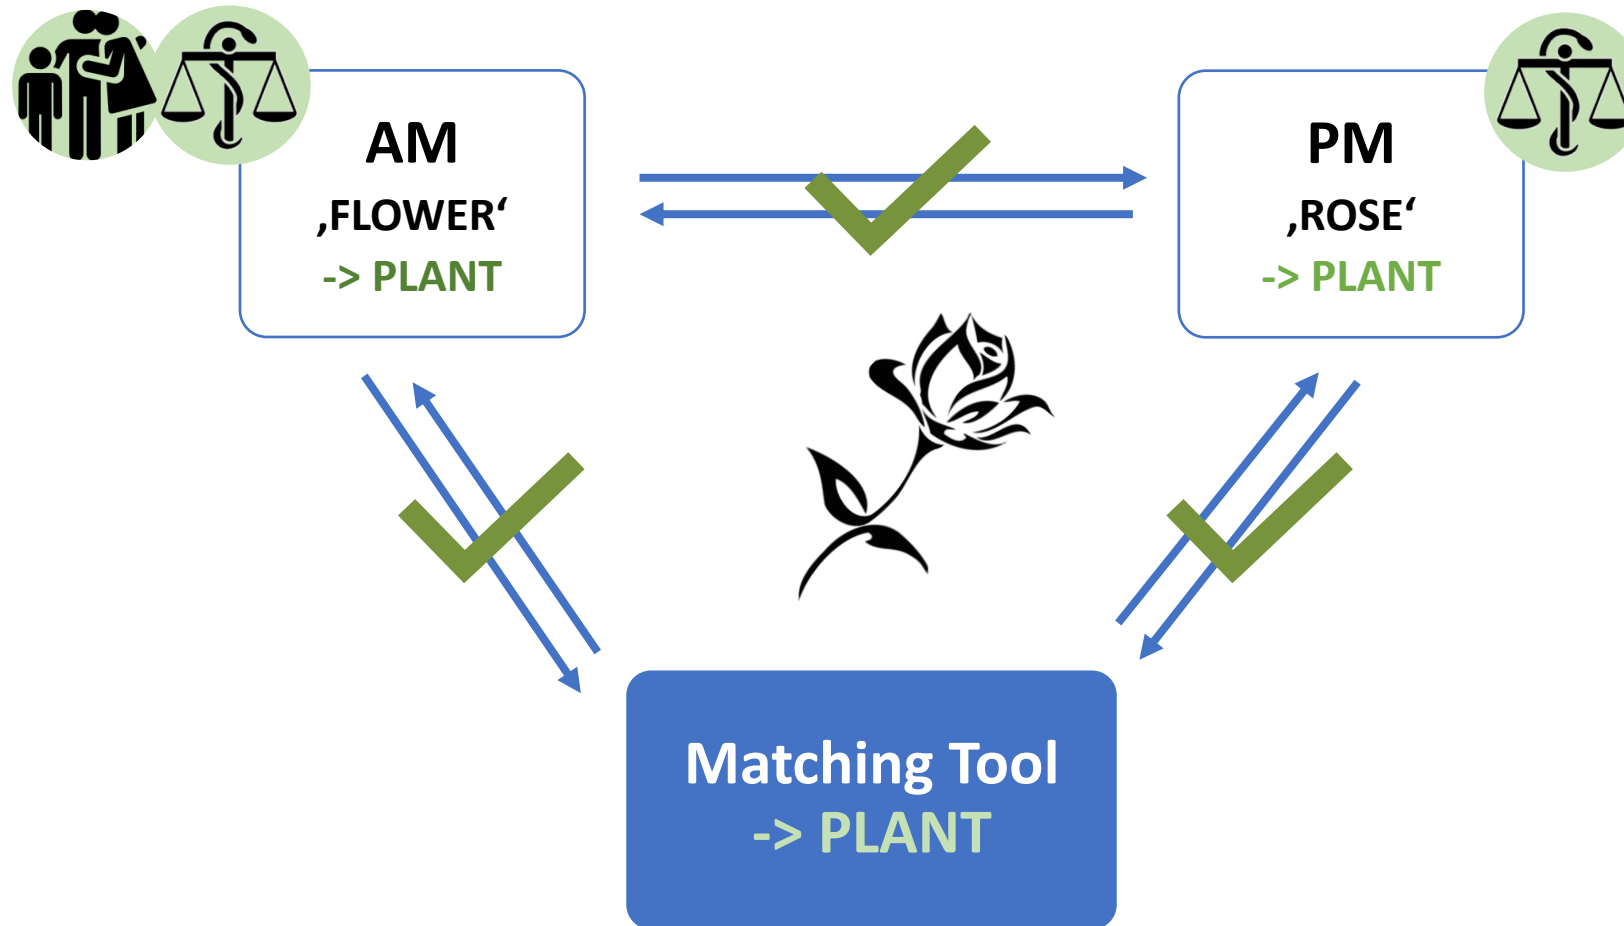 AM
‚FLOWER‘
-> PLANT
PM
‚ROSE‘
-> PLANT
Matching Tool
-> PLANT